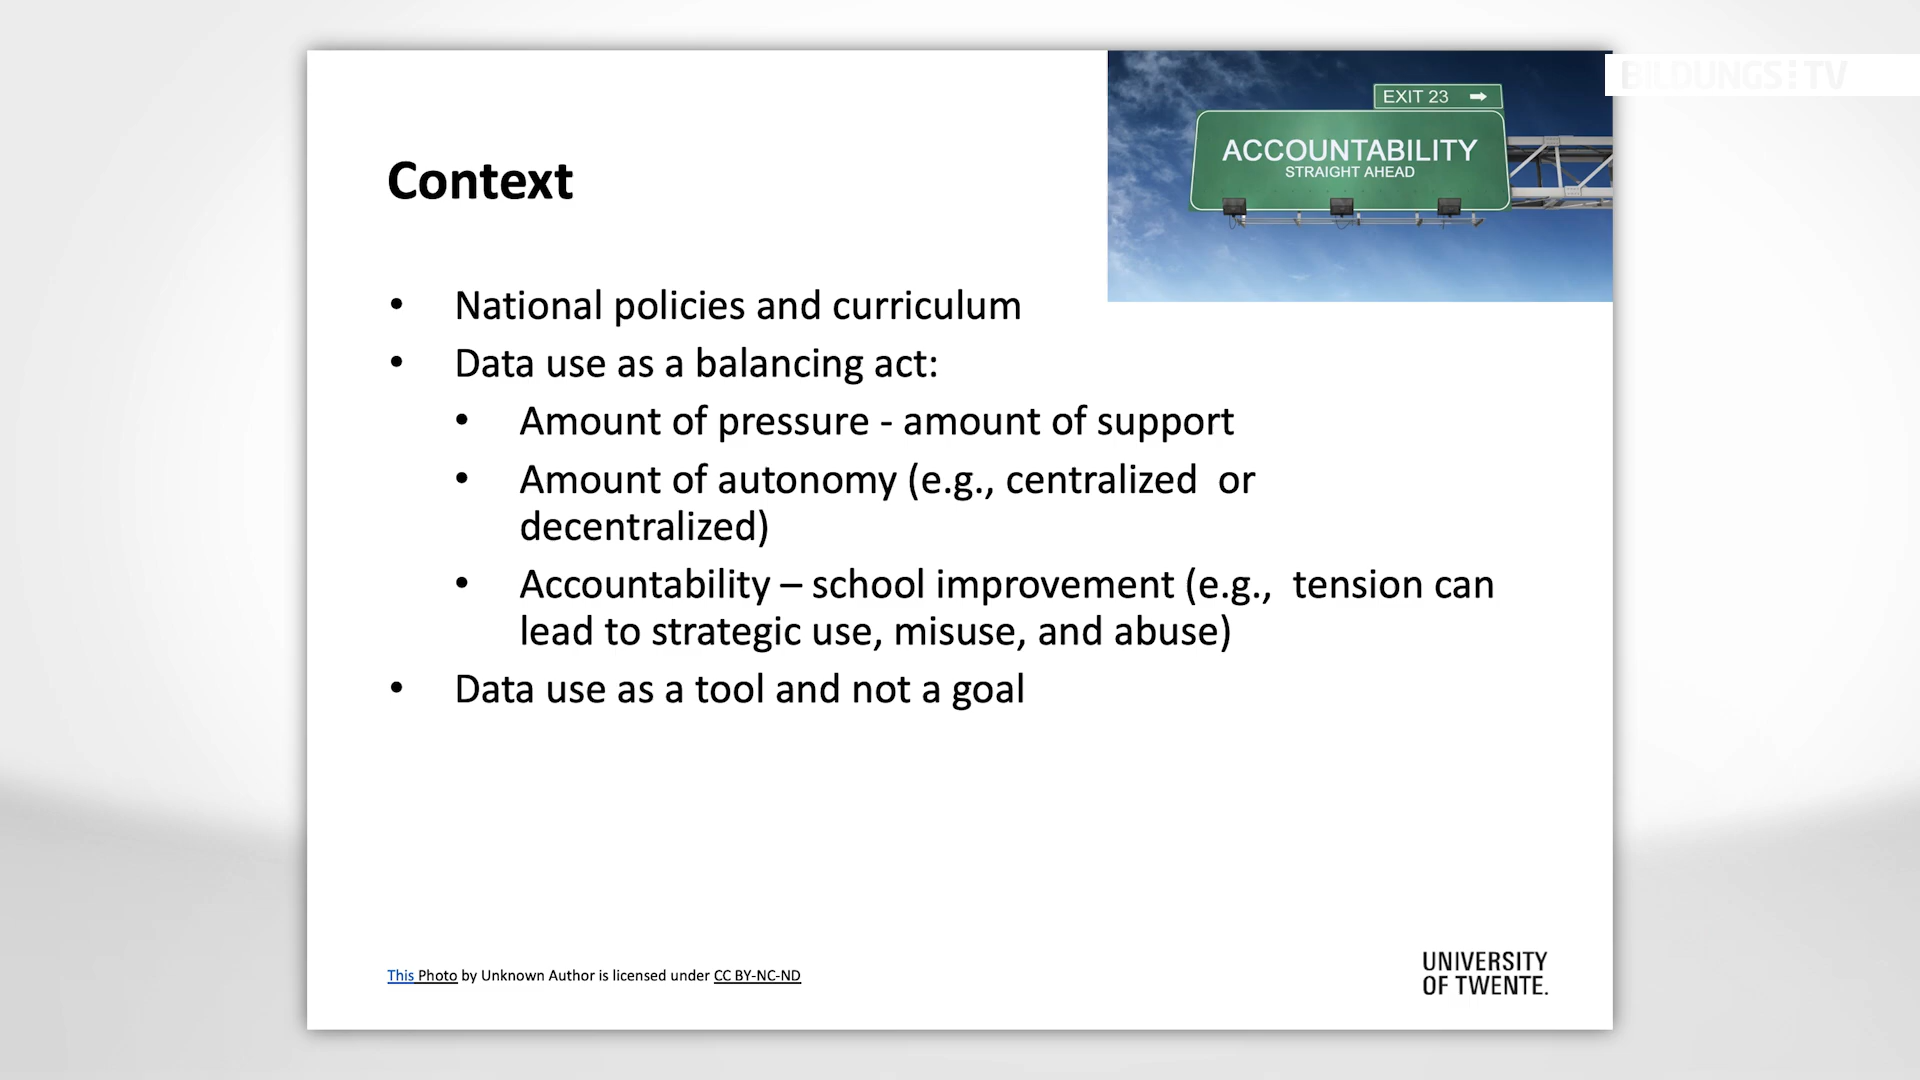 BILDUNGS TV
EXIT 23
ACCOUNTABILITY
STRAIGHT AHEAD
Context
• National policies and curriculum
• Data use as a balancing act:
• Amount of pressure - amount of support
• Amount of autonomy (e.g., centralized or
decentralized)
• Accountability – school improvement (e.g., tension can
lead to strategic use, misuse, and abuse)
• Data use as a tool and not a goal
This Photo by Unknown Author is licensed under CC BY-NC-ND
UNIVERSITY
OF TWENTE.